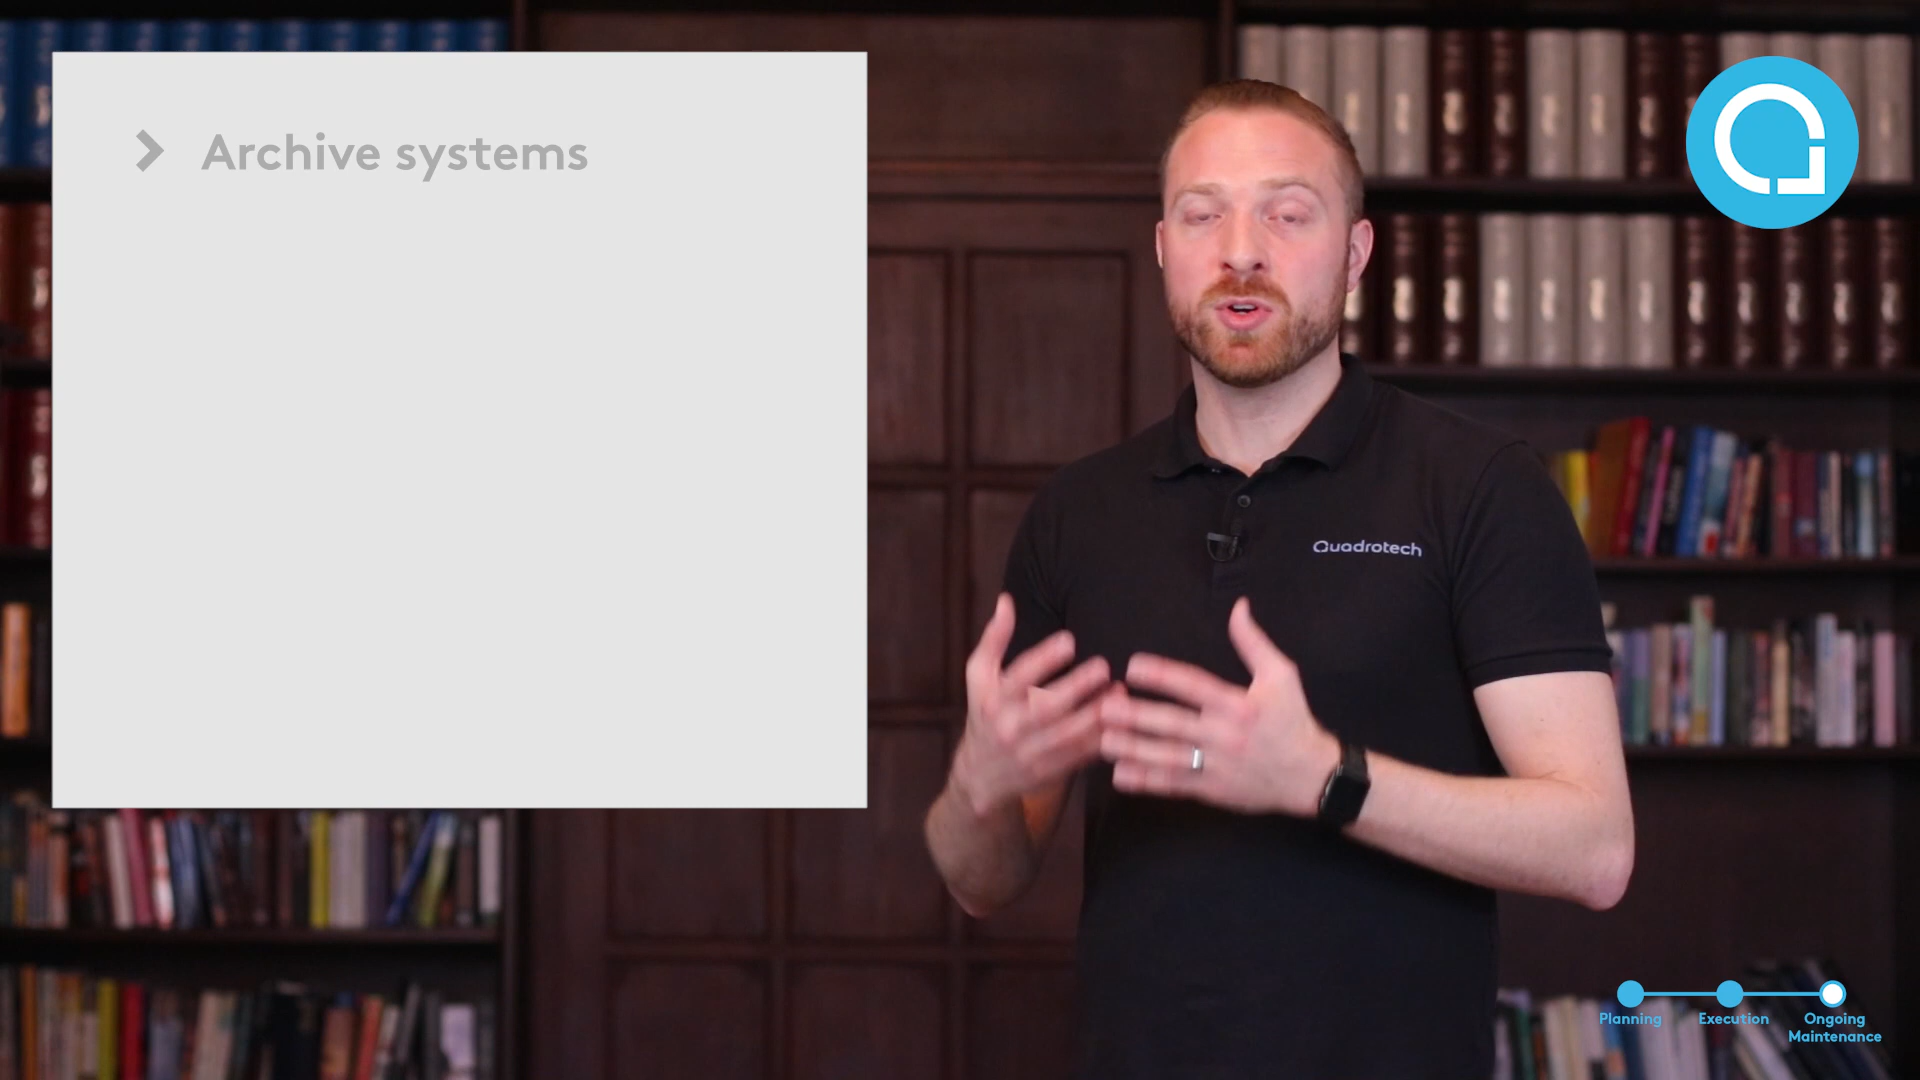 Archive systems
Quadrotech
Planning
Execution
Ongoing
Maintenance